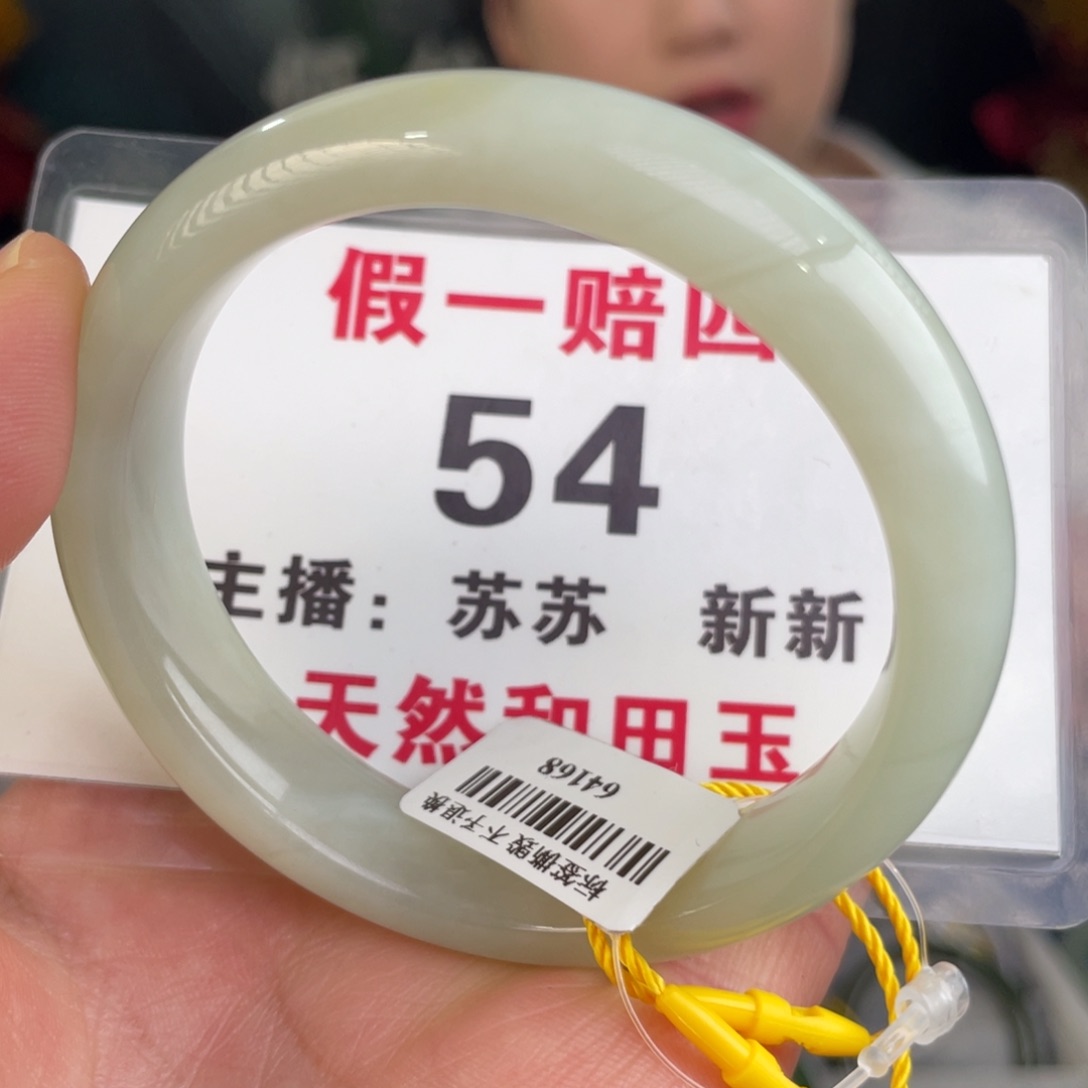 假一赔四
54
主播：苏苏 新新
天然和田玉
64168
标签撕毁 不予退换